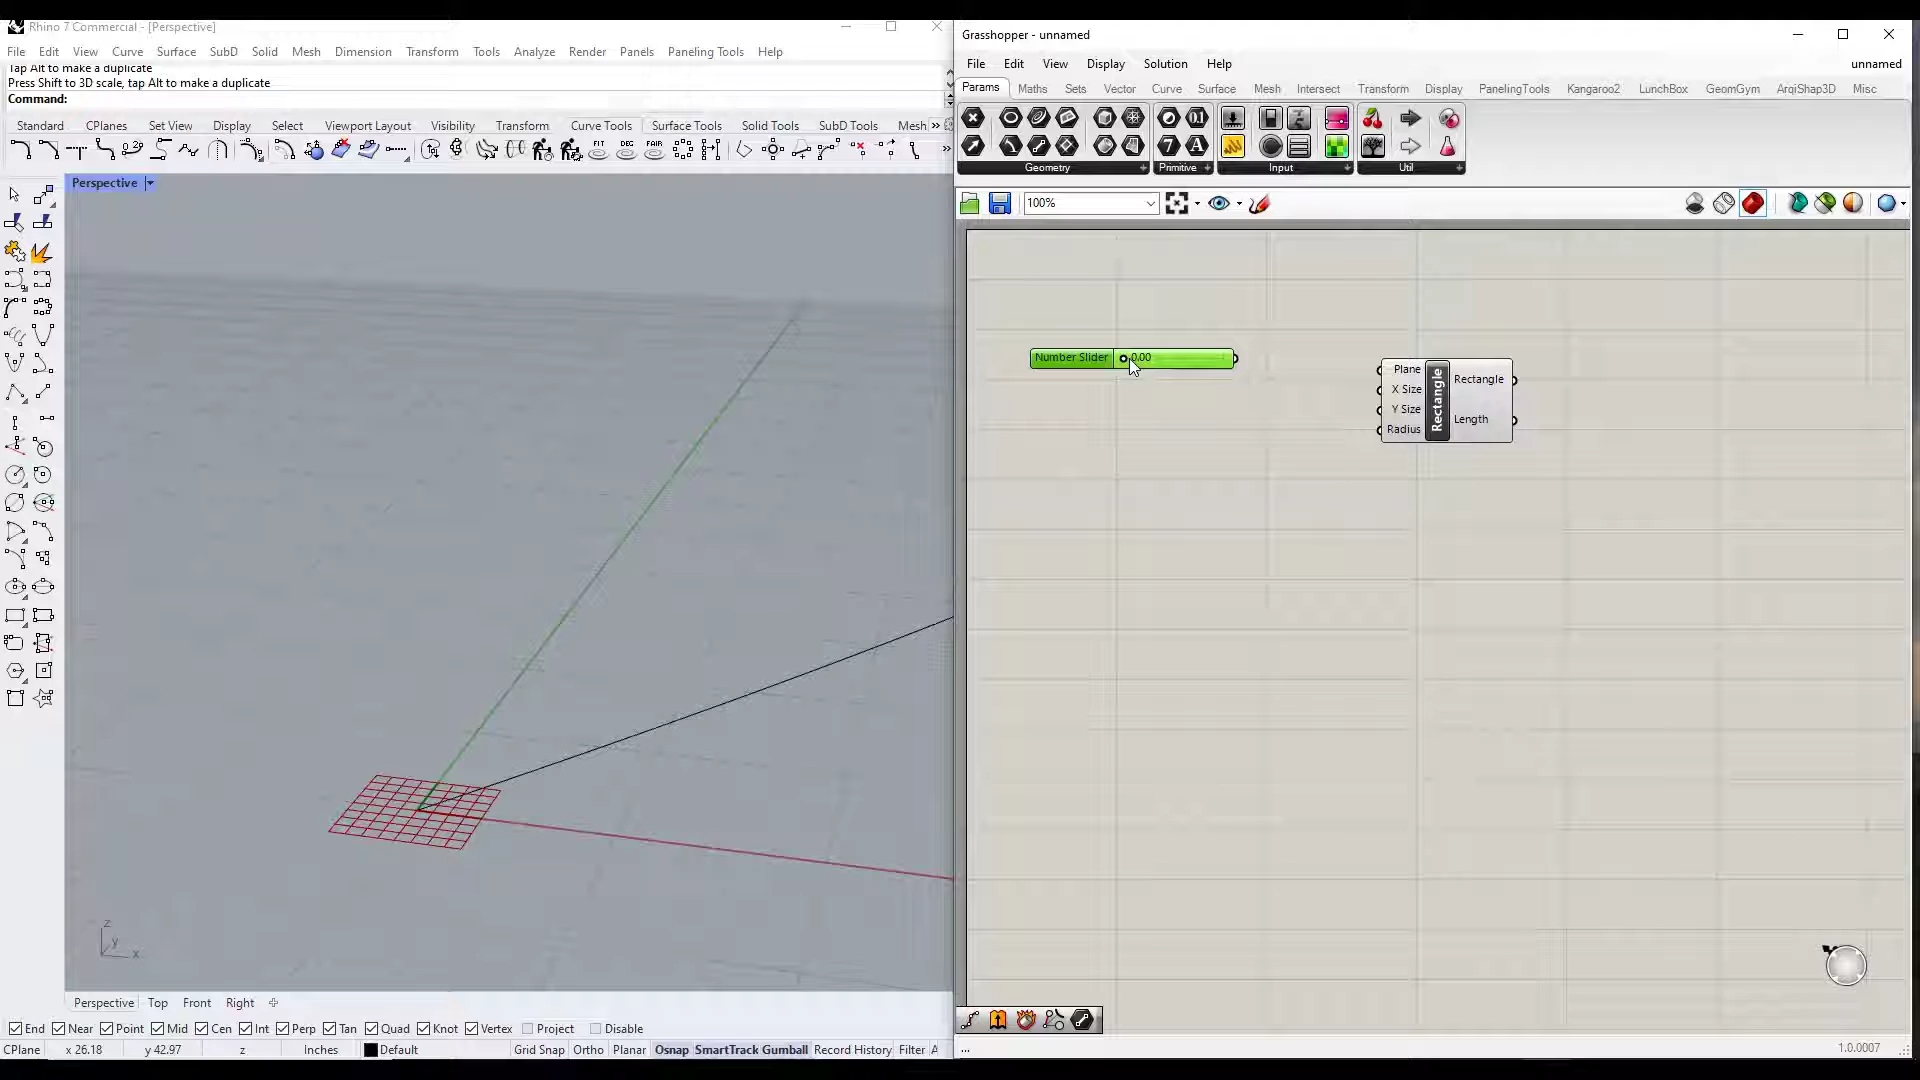 Rhino 7 Commercial - [Perspective]
File Edit View Curve Surface SubD Solid Mesh Dimension Transform Tools Analyze Render Panels Paneling Tools Help
Tap Alt to make a duplicate
Press Shift to 3D scale, tap Alt to make a duplicate
Command:
Standard CPlanes Set View Display Select Viewport Layout Visibility Transform Curve Tools Surface Tools Solid Tools SubD Tools Mesh »
FIT DEG FAIR »
Perspective
z
y
x
Perspective Top Front Right
End Near Point Mid Cen Int Perp Tan Quad Knot Vertex Project Disable
CPlane x 26.18 y 42.97 z Inches Default Grid Snap Ortho Planar Osnap SmartTrack Gumball Record History Filter A
Grasshopper - unnamed
File Edit View Display Solution Help unnamed
Params Maths Sets Vector Curve Surface Mesh Intersect Transform Display PanelingTools Kangaroo2 LunchBox GeomGym ArqiShap3D Misc
0.1
7 A
Geometry Primitive Input Util
100%
Number Slider 0.00
Plane
X Size
Y Size
Radius
Rectangle
Rectangle
Length
... 1.0.0007